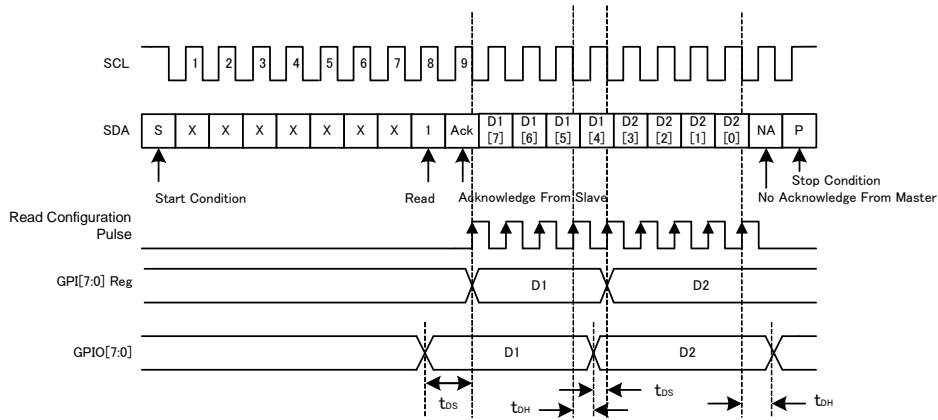 SCL 1 2 3 4 5 6 7 8 9
SDA S X X X X X X X 1 Ack D1 [7] D1 [6] D1 [5] D1 [4] D2 [3] D2 [2] D2 [1] D2 [0] NA P
Start Condition
Read
Acknowledge From Slave
Stop Condition
No Acknowledge From Master
Read Configuration
Pulse
GPI[7:0] Reg D1 D2
GPIO[7:0] D1 D2
tDS tDH tDS tDH